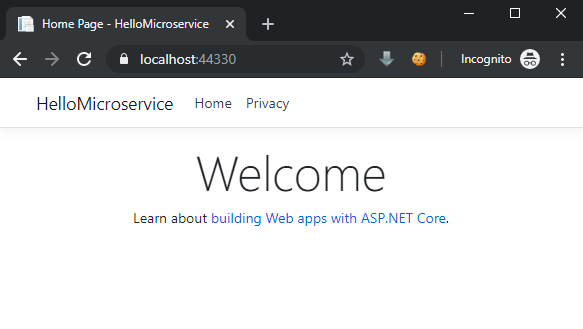 Home Page - HelloMicroservice
localhost:44330
Incognito
HelloMicroservice Home Privacy
Welcome
Learn about building Web apps with ASP.NET Core.